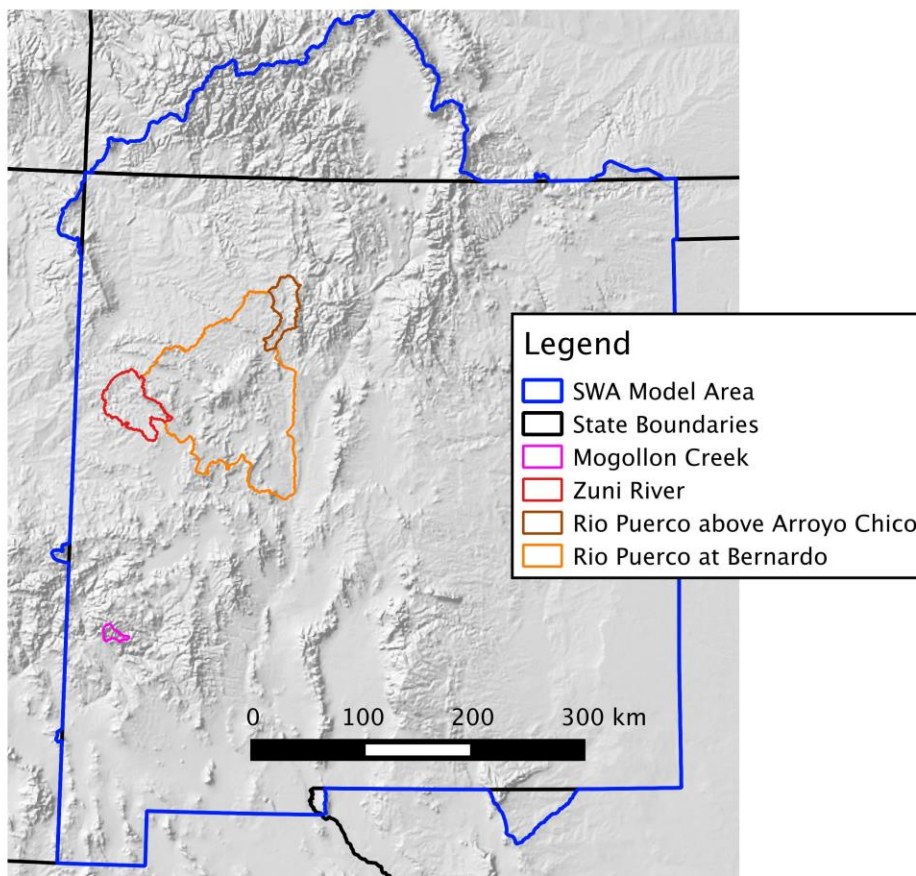 Legend
SWA Model Area
State Boundaries
Mogollon Creek
Zuni River
Rio Puerco above Arroyo Chico
Rio Puerco at Bernardo
0 100 200 300 km